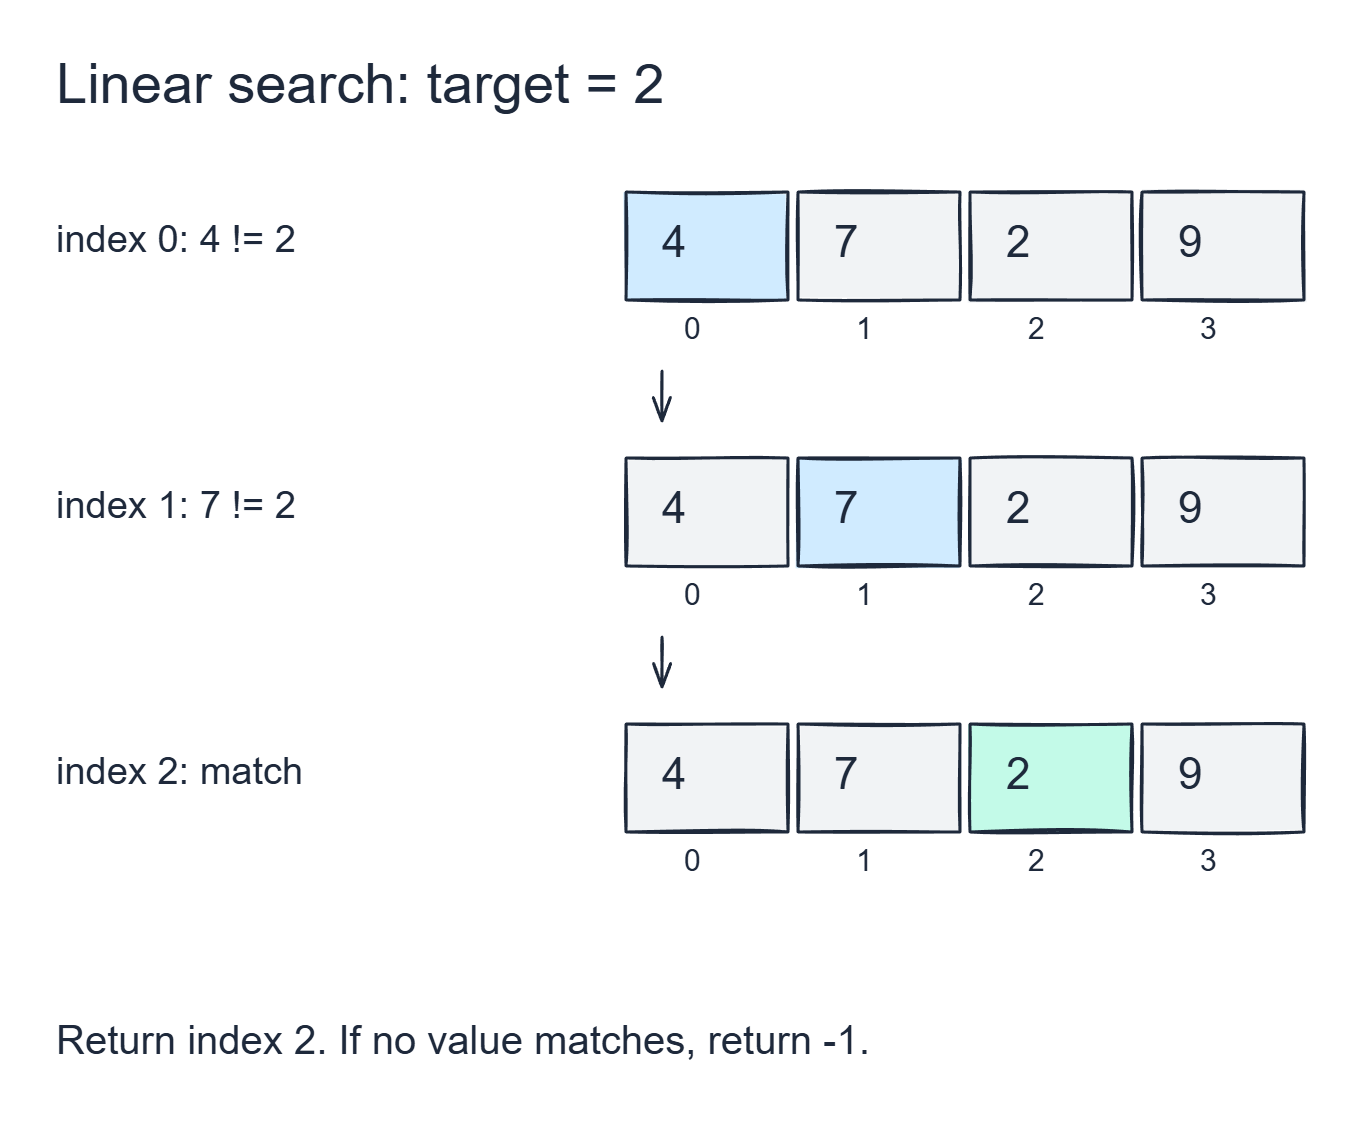 Linear search: target = 2
index 0: 4 != 2
4 7 2 9
0 1 2 3
index 1: 7 != 2
4 7 2 9
0 1 2 3
index 2: match
4 7 2 9
0 1 2 3
Return index 2. If no value matches, return -1.